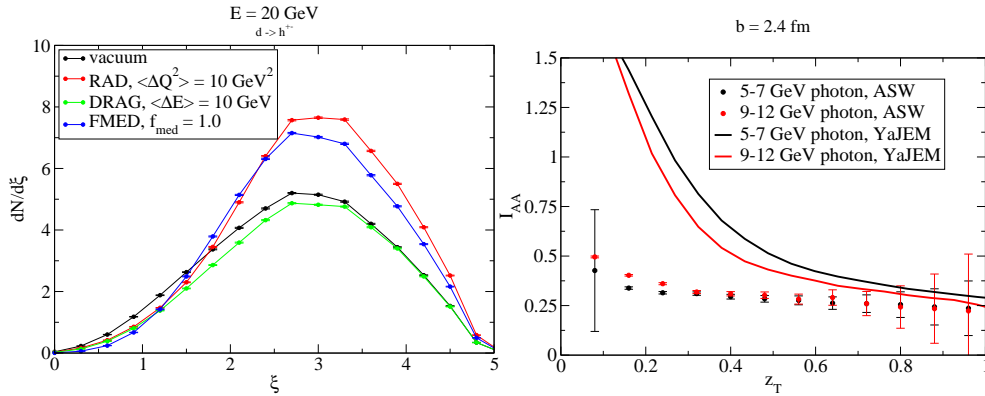 E = 20 GeV
d -> h⁺⁻
10
8
6
4
2
0
dN/dξ
vacuum
RAD, <ΔQ²> = 10 GeV²
DRAG, <ΔE> = 10 GeV
FMED, f_med = 1.0
0 1 2 3 4 5
ξ
b = 2.4 fm
1.5
1.25
1
0.75
0.5
0.25
0
I_AA
5-7 GeV photon, ASW
9-12 GeV photon, ASW
5-7 GeV photon, YaJEM
9-12 GeV photon, YaJEM
0 0.2 0.4 0.6 0.8 1
z_T